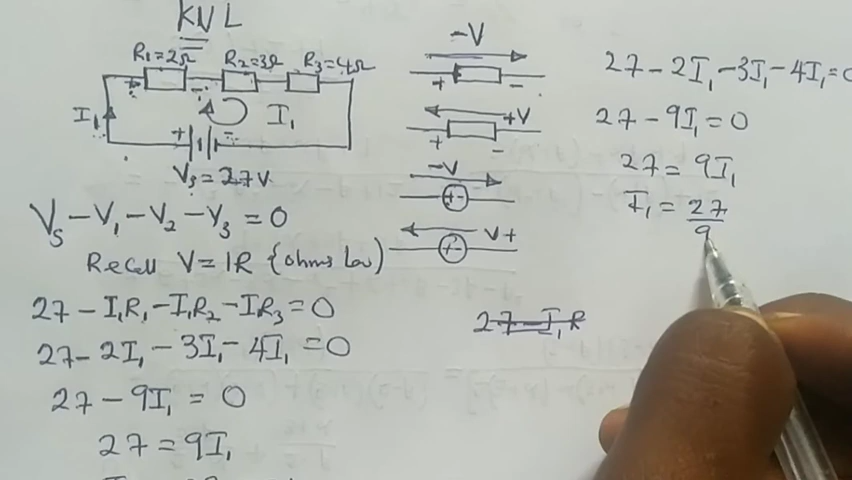 KVL
R₁=2Ω R₂=3Ω R₃=4Ω
+ -
I₁ I₁
+ =
Vs = 27V
Vs - V₁ - V₂ - V₃ = 0
Recall V = IR {ohms law}
27 - I₁R₁ - I₁R₂ - I₁R₃ = 0
27 - 2I₁ - 3I₁ - 4I₁ = 0
27 - 9I₁ = 0
27 = 9I₁
-V
+ -
+V
+ -
-V
+ -
V+
+ -
27 - I₁R
27 - 2I₁ - 3I₁ - 4I₁ = 0
27 - 9I₁ = 0
27 = 9I₁
I₁ = 27
9